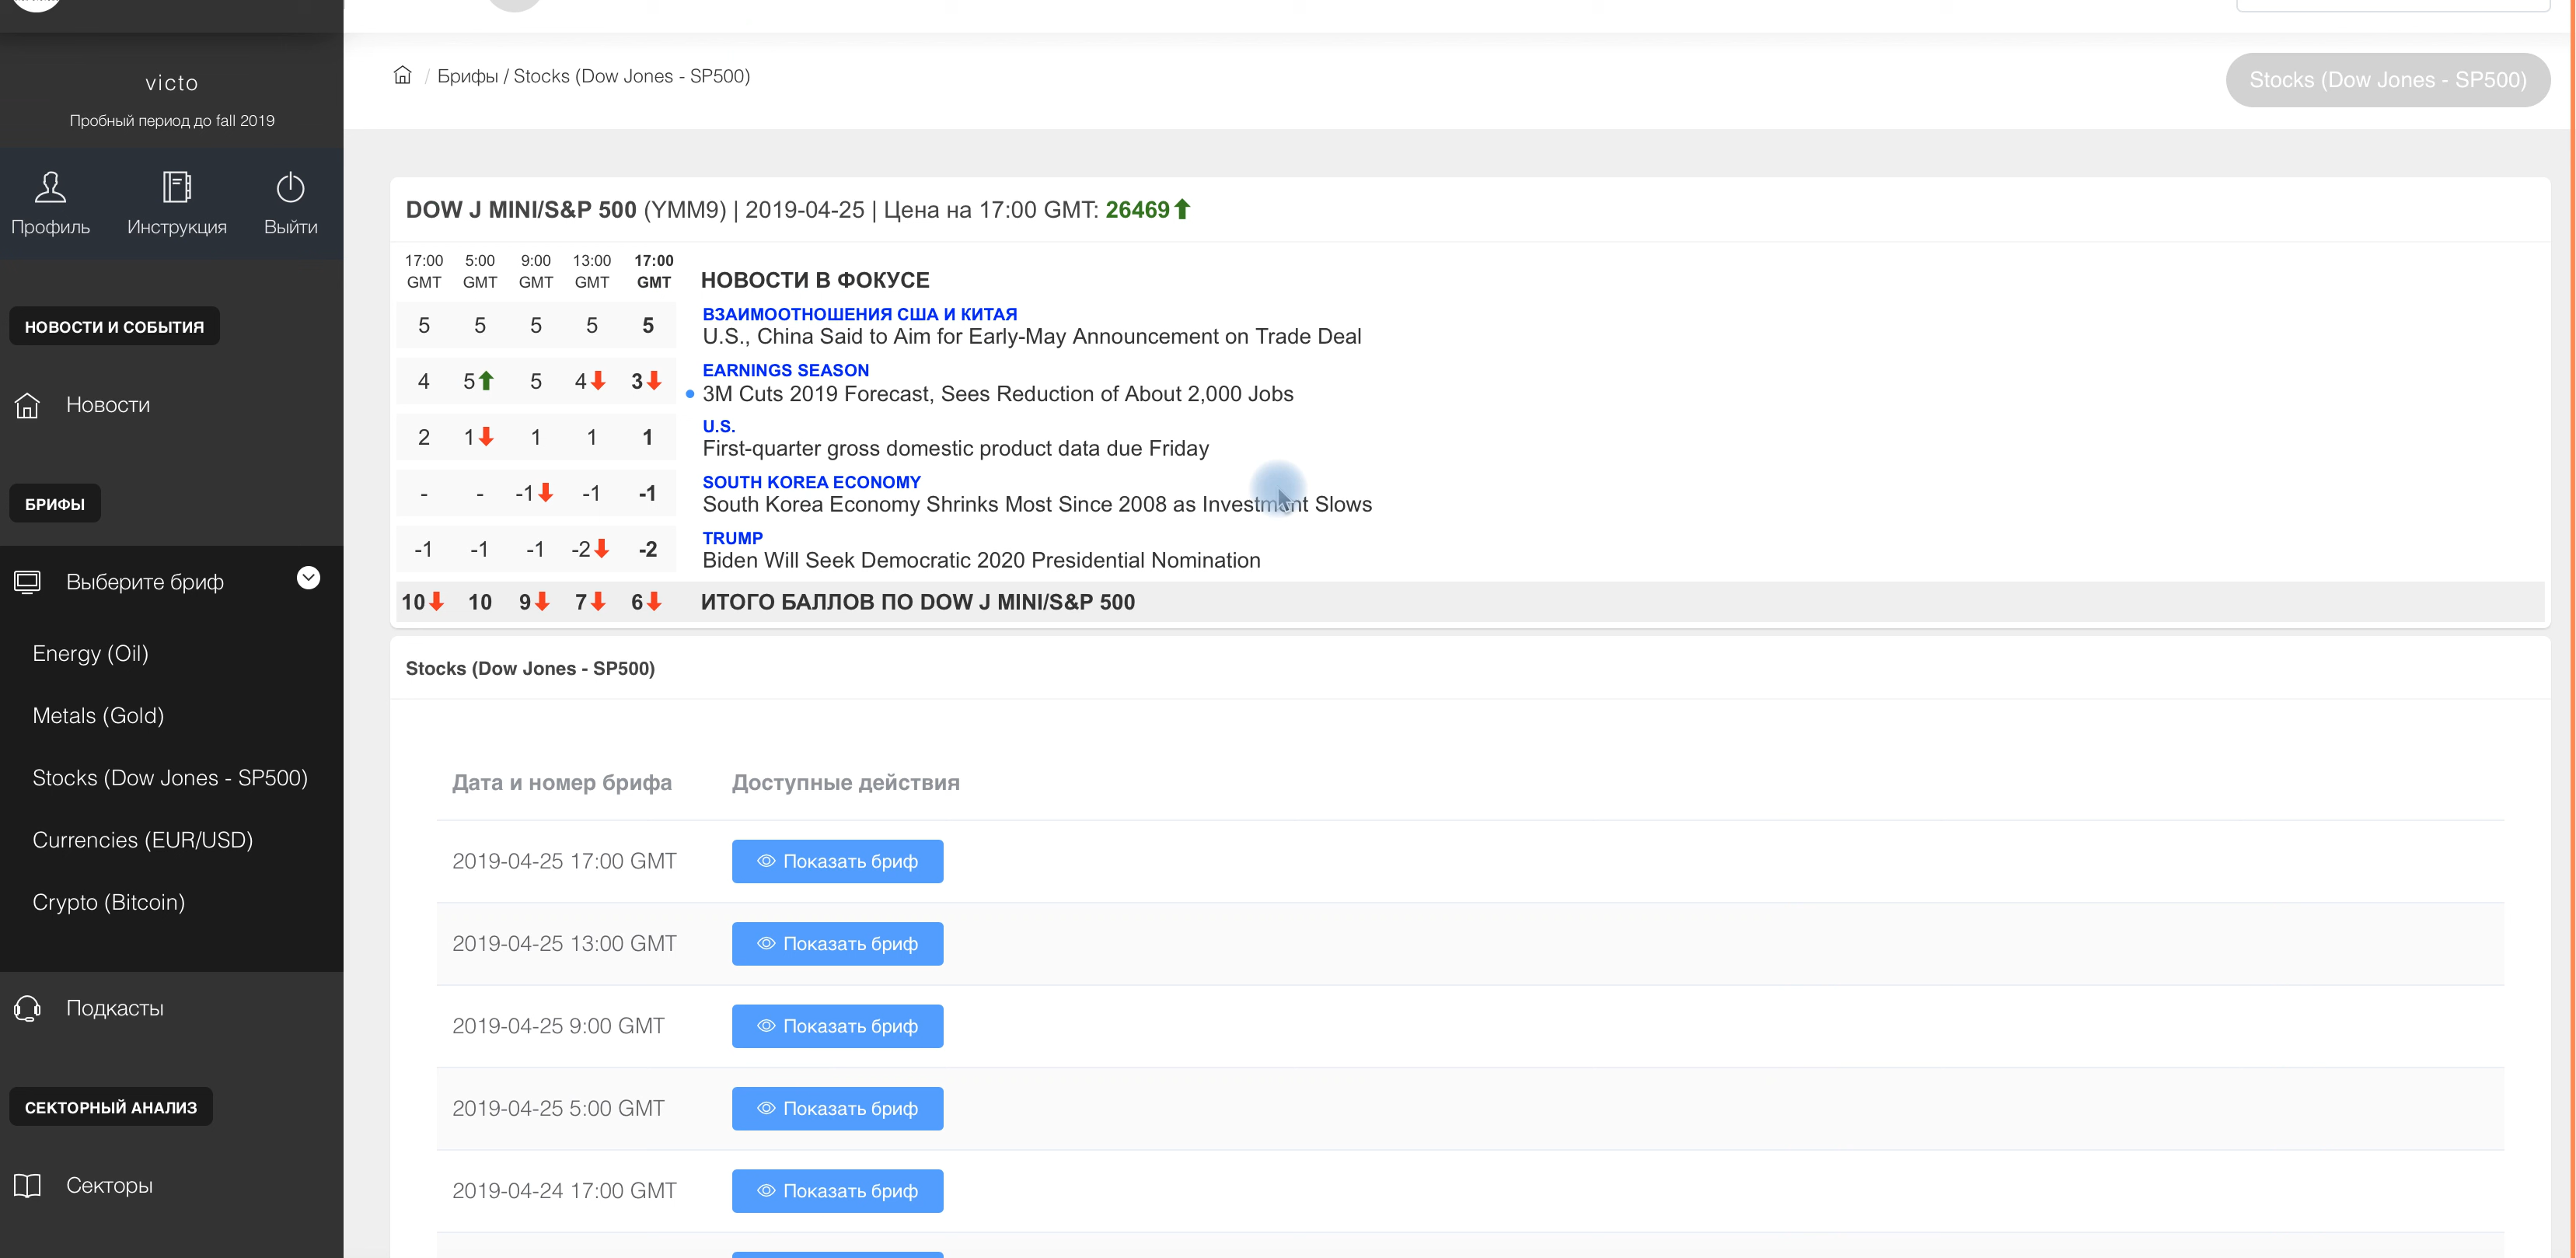 victo
Пробный период до fall 2019
Профиль
Инструкция
Выйти
НОВОСТИ И СОБЫТИЯ
Новости
БРИФЫ
Выберите бриф
Energy (Oil)
Metals (Gold)
Stocks (Dow Jones - SP500)
Currencies (EUR/USD)
Crypto (Bitcoin)
Подкасты
СЕКТОРНЫЙ АНАЛИЗ
Секторы
/ Брифы / Stocks (Dow Jones - SP500)
Stocks (Dow Jones - SP500)
DOW J MINI/S&P 500 (YMM9) | 2019-04-25 | Цена на 17:00 GMT: 26469
17:00 GMT 5:00 GMT 9:00 GMT 13:00 GMT 17:00 GMT НОВОСТИ В ФОКУСЕ
ВЗАИМООТНОШЕНИЯ США И КИТАЯ
5 5 5 5 5 U.S., China Said to Aim for Early-May Announcement on Trade Deal
EARNINGS SEASON
4 5 5 4 3 3M Cuts 2019 Forecast, Sees Reduction of About 2,000 Jobs
U.S.
2 1 1 1 1 First-quarter gross domestic product data due Friday
SOUTH KOREA ECONOMY
- - -1 -1 -1 South Korea Economy Shrinks Most Since 2008 as Investment Slows
TRUMP
-1 -1 -1 -2 -2 Biden Will Seek Democratic 2020 Presidential Nomination
10 10 9 7 6 ИТОГО БАЛЛОВ ПО DOW J MINI/S&P 500
Stocks (Dow Jones - SP500)
Дата и номер брифа Доступные действия
2019-04-25 17:00 GMT Показать бриф
2019-04-25 13:00 GMT Показать бриф
2019-04-25 9:00 GMT Показать бриф
2019-04-25 5:00 GMT Показать бриф
2019-04-24 17:00 GMT Показать бриф